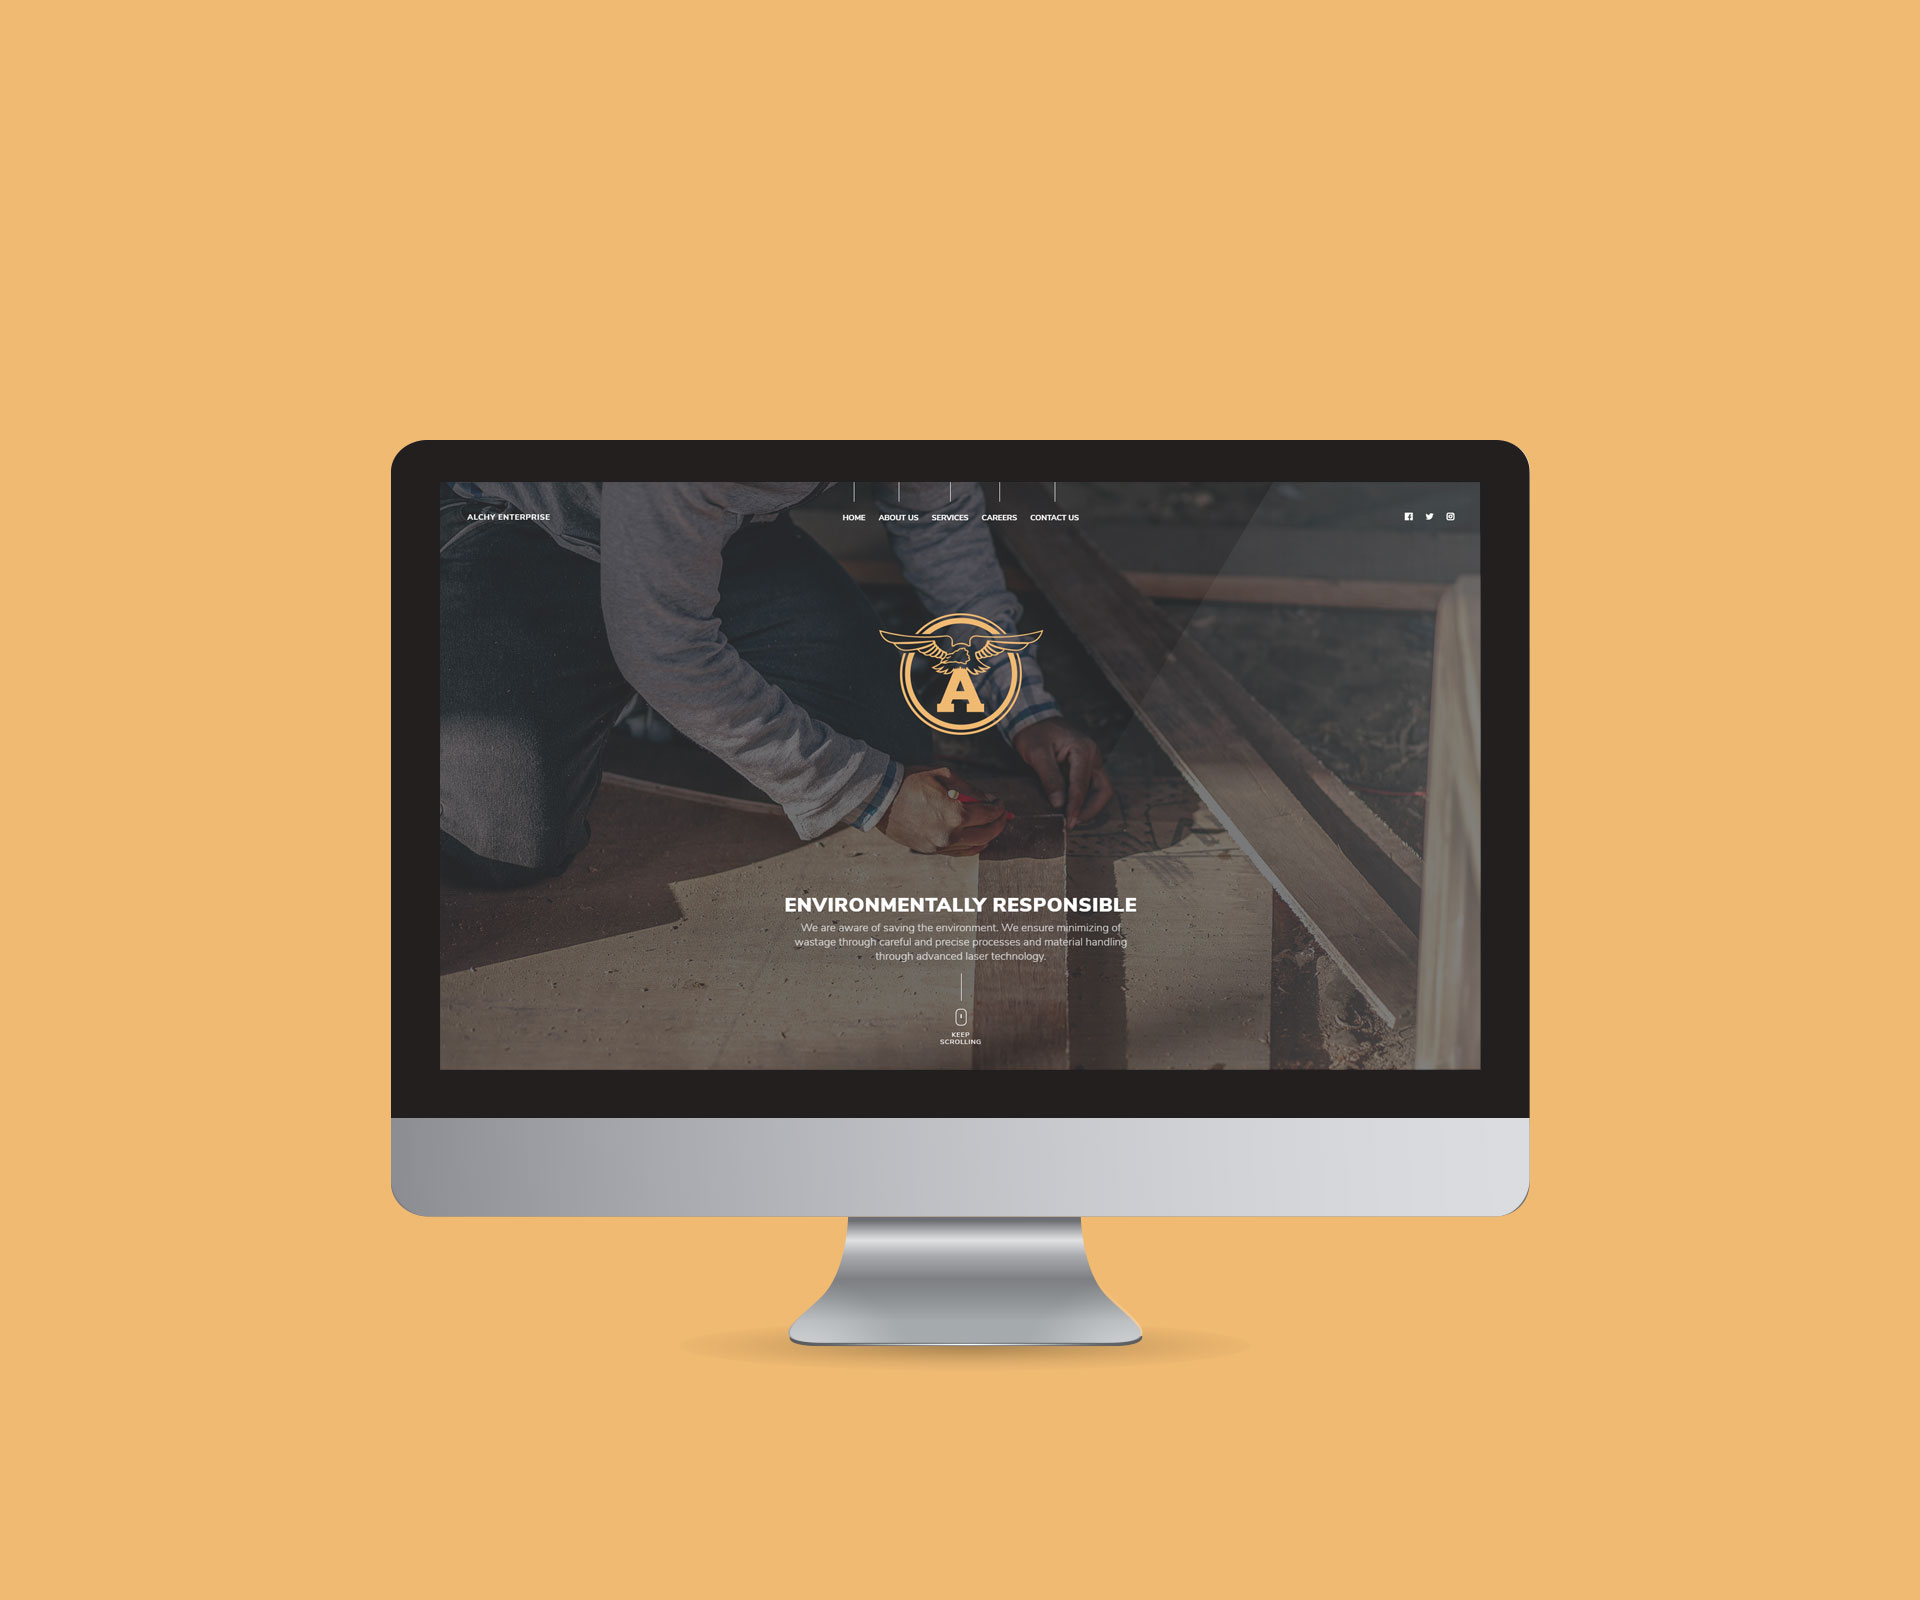 ALCHY ENTERPRISE
HOME ABOUT US SERVICES CAREERS CONTACT US
A
ENVIRONMENTALLY RESPONSIBLE
We are aware of saving the environment. We ensure minimizing of
wastage through careful and precise processes and material handling
through advanced laser technology.
KEEP
SCROLLING